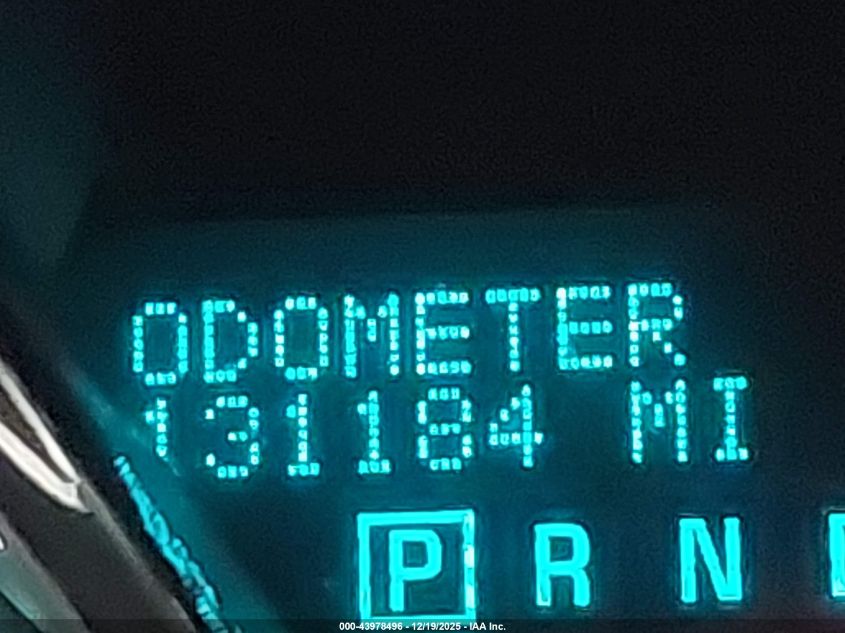 ODOMETER
131184 MI
P R N
000-43978496 - 12/19/2025 - IAA Inc.